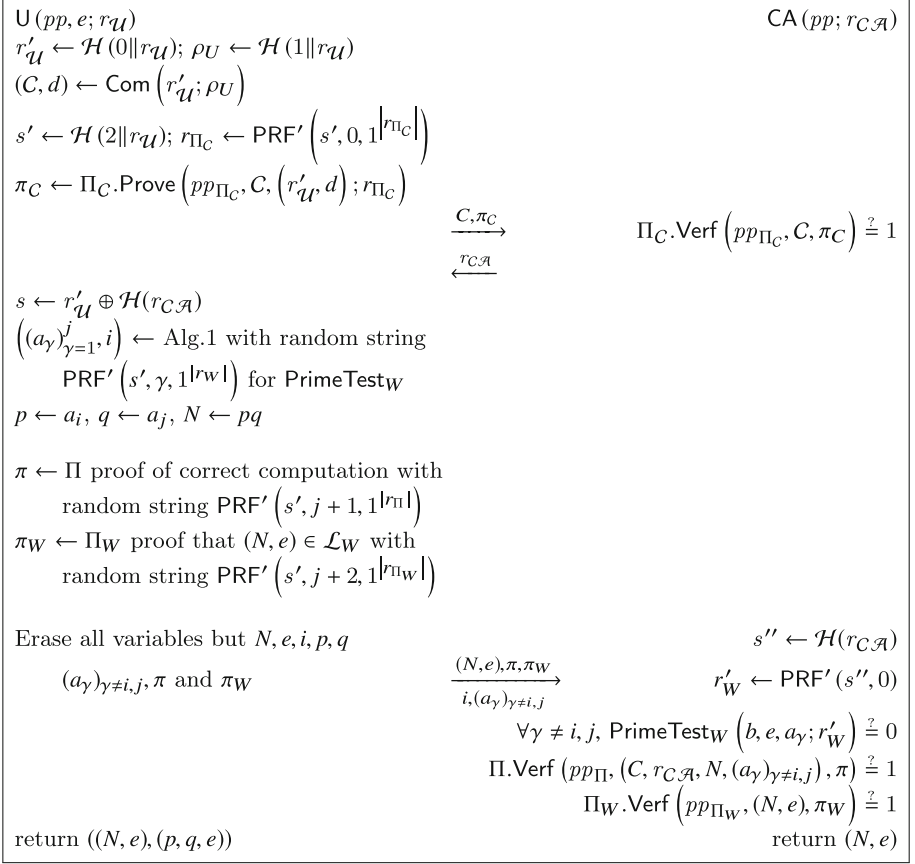 U (pp, e; r_𝒰) CA (pp; r_𝒞𝒜)
r′_𝒰 ← ℋ (0‖r_𝒰); ρ_U ← ℋ (1‖r_𝒰)
(𝒞, d) ← Com (r′_𝒰; ρ_U)
s′ ← ℋ (2‖r_𝒰); r_{Π_C} ← PRF′ (s′, 0, 1^{|r_{Π_C}|})
π_C ← Π_C.Prove (pp_{Π_C}, 𝒞, (r′_𝒰, d); r_{Π_C})
C,π_C → Π_C.Verf (pp_{Π_C}, 𝒞, π_C) ≟ 1
r_𝒞𝒜 ←
s ← r′_𝒰 ⊕ ℋ(r_𝒞𝒜)
((a_γ)^j_{γ=1}, i) ← Alg.1 with random string
PRF′ (s′, γ, 1^{|r_W|}) for PrimeTest_W
p ← a_i, q ← a_j, N ← pq
π ← Π proof of correct computation with
random string PRF′ (s′, j + 1, 1^{|r_Π|})
π_W ← Π_W proof that (N, e) ∈ ℒ_W with
random string PRF′ (s′, j + 2, 1^{|r_{Π_W}|})
Erase all variables but N, e, i, p, q s′′ ← ℋ(r_𝒞𝒜)
(a_γ)_{γ≠i,j}, π and π_W (N,e),π,π_W → i,(a_γ)_{γ≠i,j} r′_W ← PRF′ (s′′, 0)
∀γ ≠ i, j, PrimeTest_W (b, e, a_γ; r′_W) ≟ 0
Π.Verf (pp_Π, (C, r_𝒞𝒜, N, (a_γ)_{γ≠i,j}), π) ≟ 1
Π_W.Verf (pp_{Π_W}, (N, e), π_W) ≟ 1
return ((N, e), (p, q, e)) return (N, e)